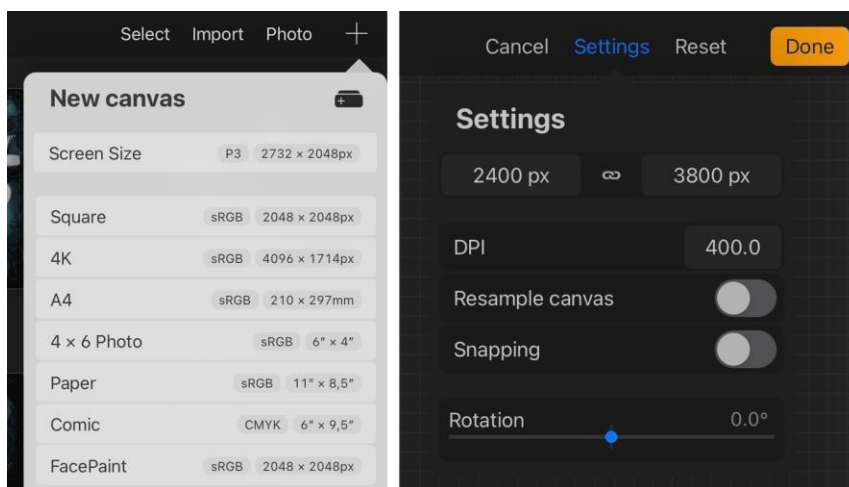 Select Import Photo +
New canvas
Screen Size P3 2732 × 2048px
Square sRGB 2048 × 2048px
4K sRGB 4096 × 1714px
A4 sRGB 210 × 297mm
4 × 6 Photo sRGB 6" × 4"
Paper sRGB 11" × 8,5"
Comic CMYK 6" × 9,5"
FacePaint sRGB 2048 × 2048px
Cancel Settings Reset Done
Settings
2400 px 3800 px
DPI 400.0
Resample canvas
Snapping
Rotation 0.0°